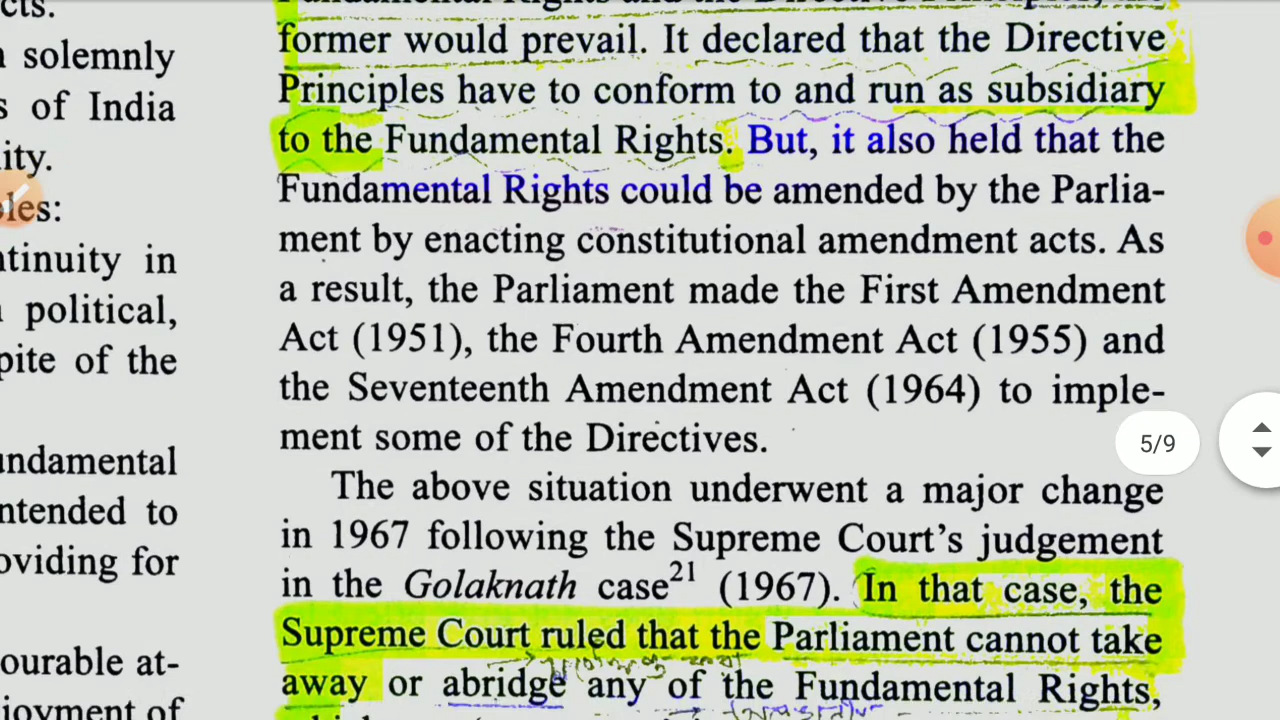 cts.
solemnly
s of India
ity.
les:
ntinuity in
political,
pite of the
undamental
ntended to
oviding for
ourable at-
joyment of
former would prevail. It declared that the Directive
Principles have to conform to and run as subsidiary
to the Fundamental Rights. But, it also held that the
Fundamental Rights could be amended by the Parlia-
ment by enacting constitutional amendment acts. As
a result, the Parliament made the First Amendment
Act (1951), the Fourth Amendment Act (1955) and
the Seventeenth Amendment Act (1964) to imple-
ment some of the Directives.
The above situation underwent a major change
in 1967 following the Supreme Court’s judgement
in the Golaknath case21 (1967). In that case, the
Supreme Court ruled that the Parliament cannot take
away or abridge any of the Fundamental Rights,
5/9